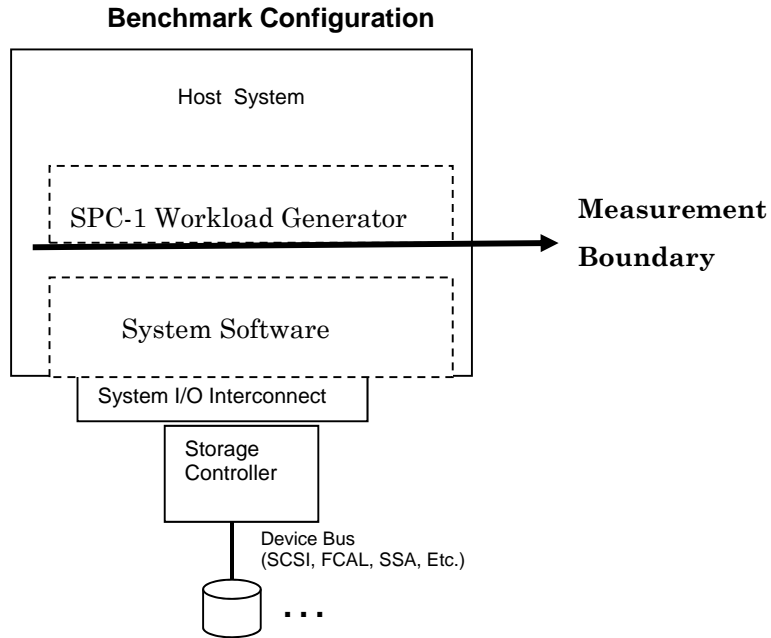 Benchmark Configuration
Host System
SPC-1 Workload Generator
Measurement
Boundary
System Software
System I/O Interconnect
Storage
Controller
Device Bus
(SCSI, FCAL, SSA, Etc.)
...